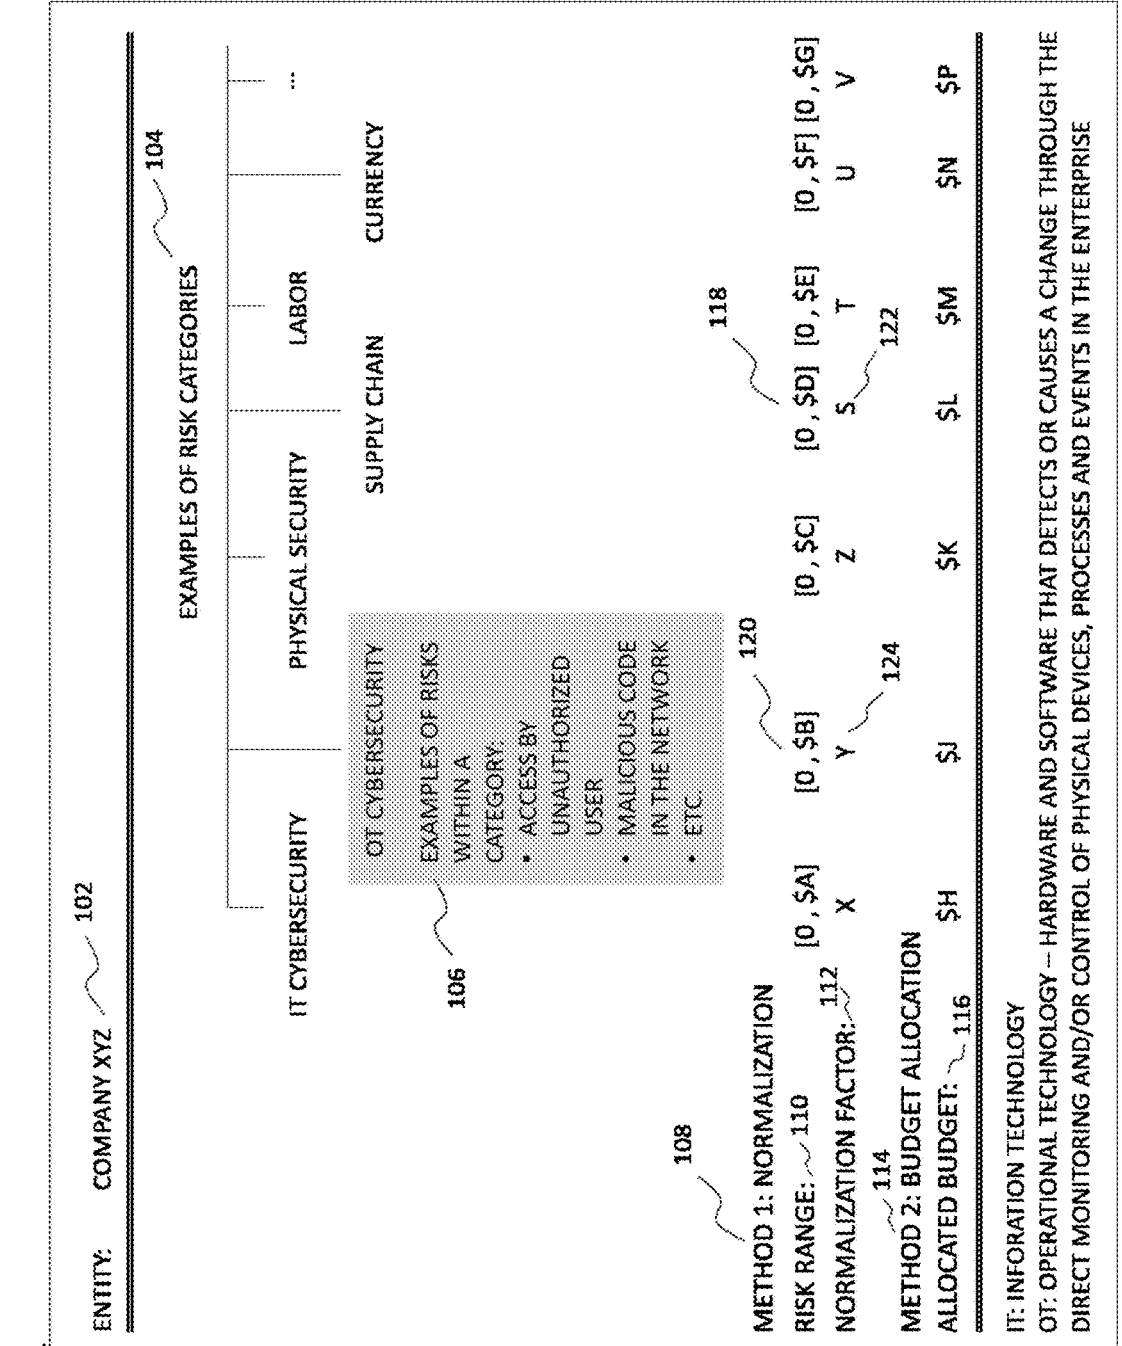 ENTITY: COMPANY XYZ 102
EXAMPLES OF RISK CATEGORIES 104
IT CYBERSECURITY PHYSICAL SECURITY LABOR ...
OT CYBERSECURITY SUPPLY CHAIN CURRENCY
106
EXAMPLES OF RISKS
WITHIN A
CATEGORY:
• ACCESS BY
UNAUTHORIZED
USER
• MALICIOUS CODE
IN THE NETWORK
• ETC.
108 120 118
METHOD 1: NORMALIZATION
RISK RANGE: 110 [0, $A] [0, $B] [0, $C] [0, $D] [0, $E] [0, $F] [0, $G]
NORMALIZATION FACTOR: 112 X Y Z S T U V
114 124 122
METHOD 2: BUDGET ALLOCATION
ALLOCATED BUDGET: 116 $H $J $K $L $M $N $P
IT: INFORATION TECHNOLOGY
OT: OPERATIONAL TECHNOLOGY – HARDWARE AND SOFTWARE THAT DETECTS OR CAUSES A CHANGE THROUGH THE
DIRECT MONITORING AND/OR CONTROL OF PHYSICAL DEVICES, PROCESSES AND EVENTS IN THE ENTERPRISE